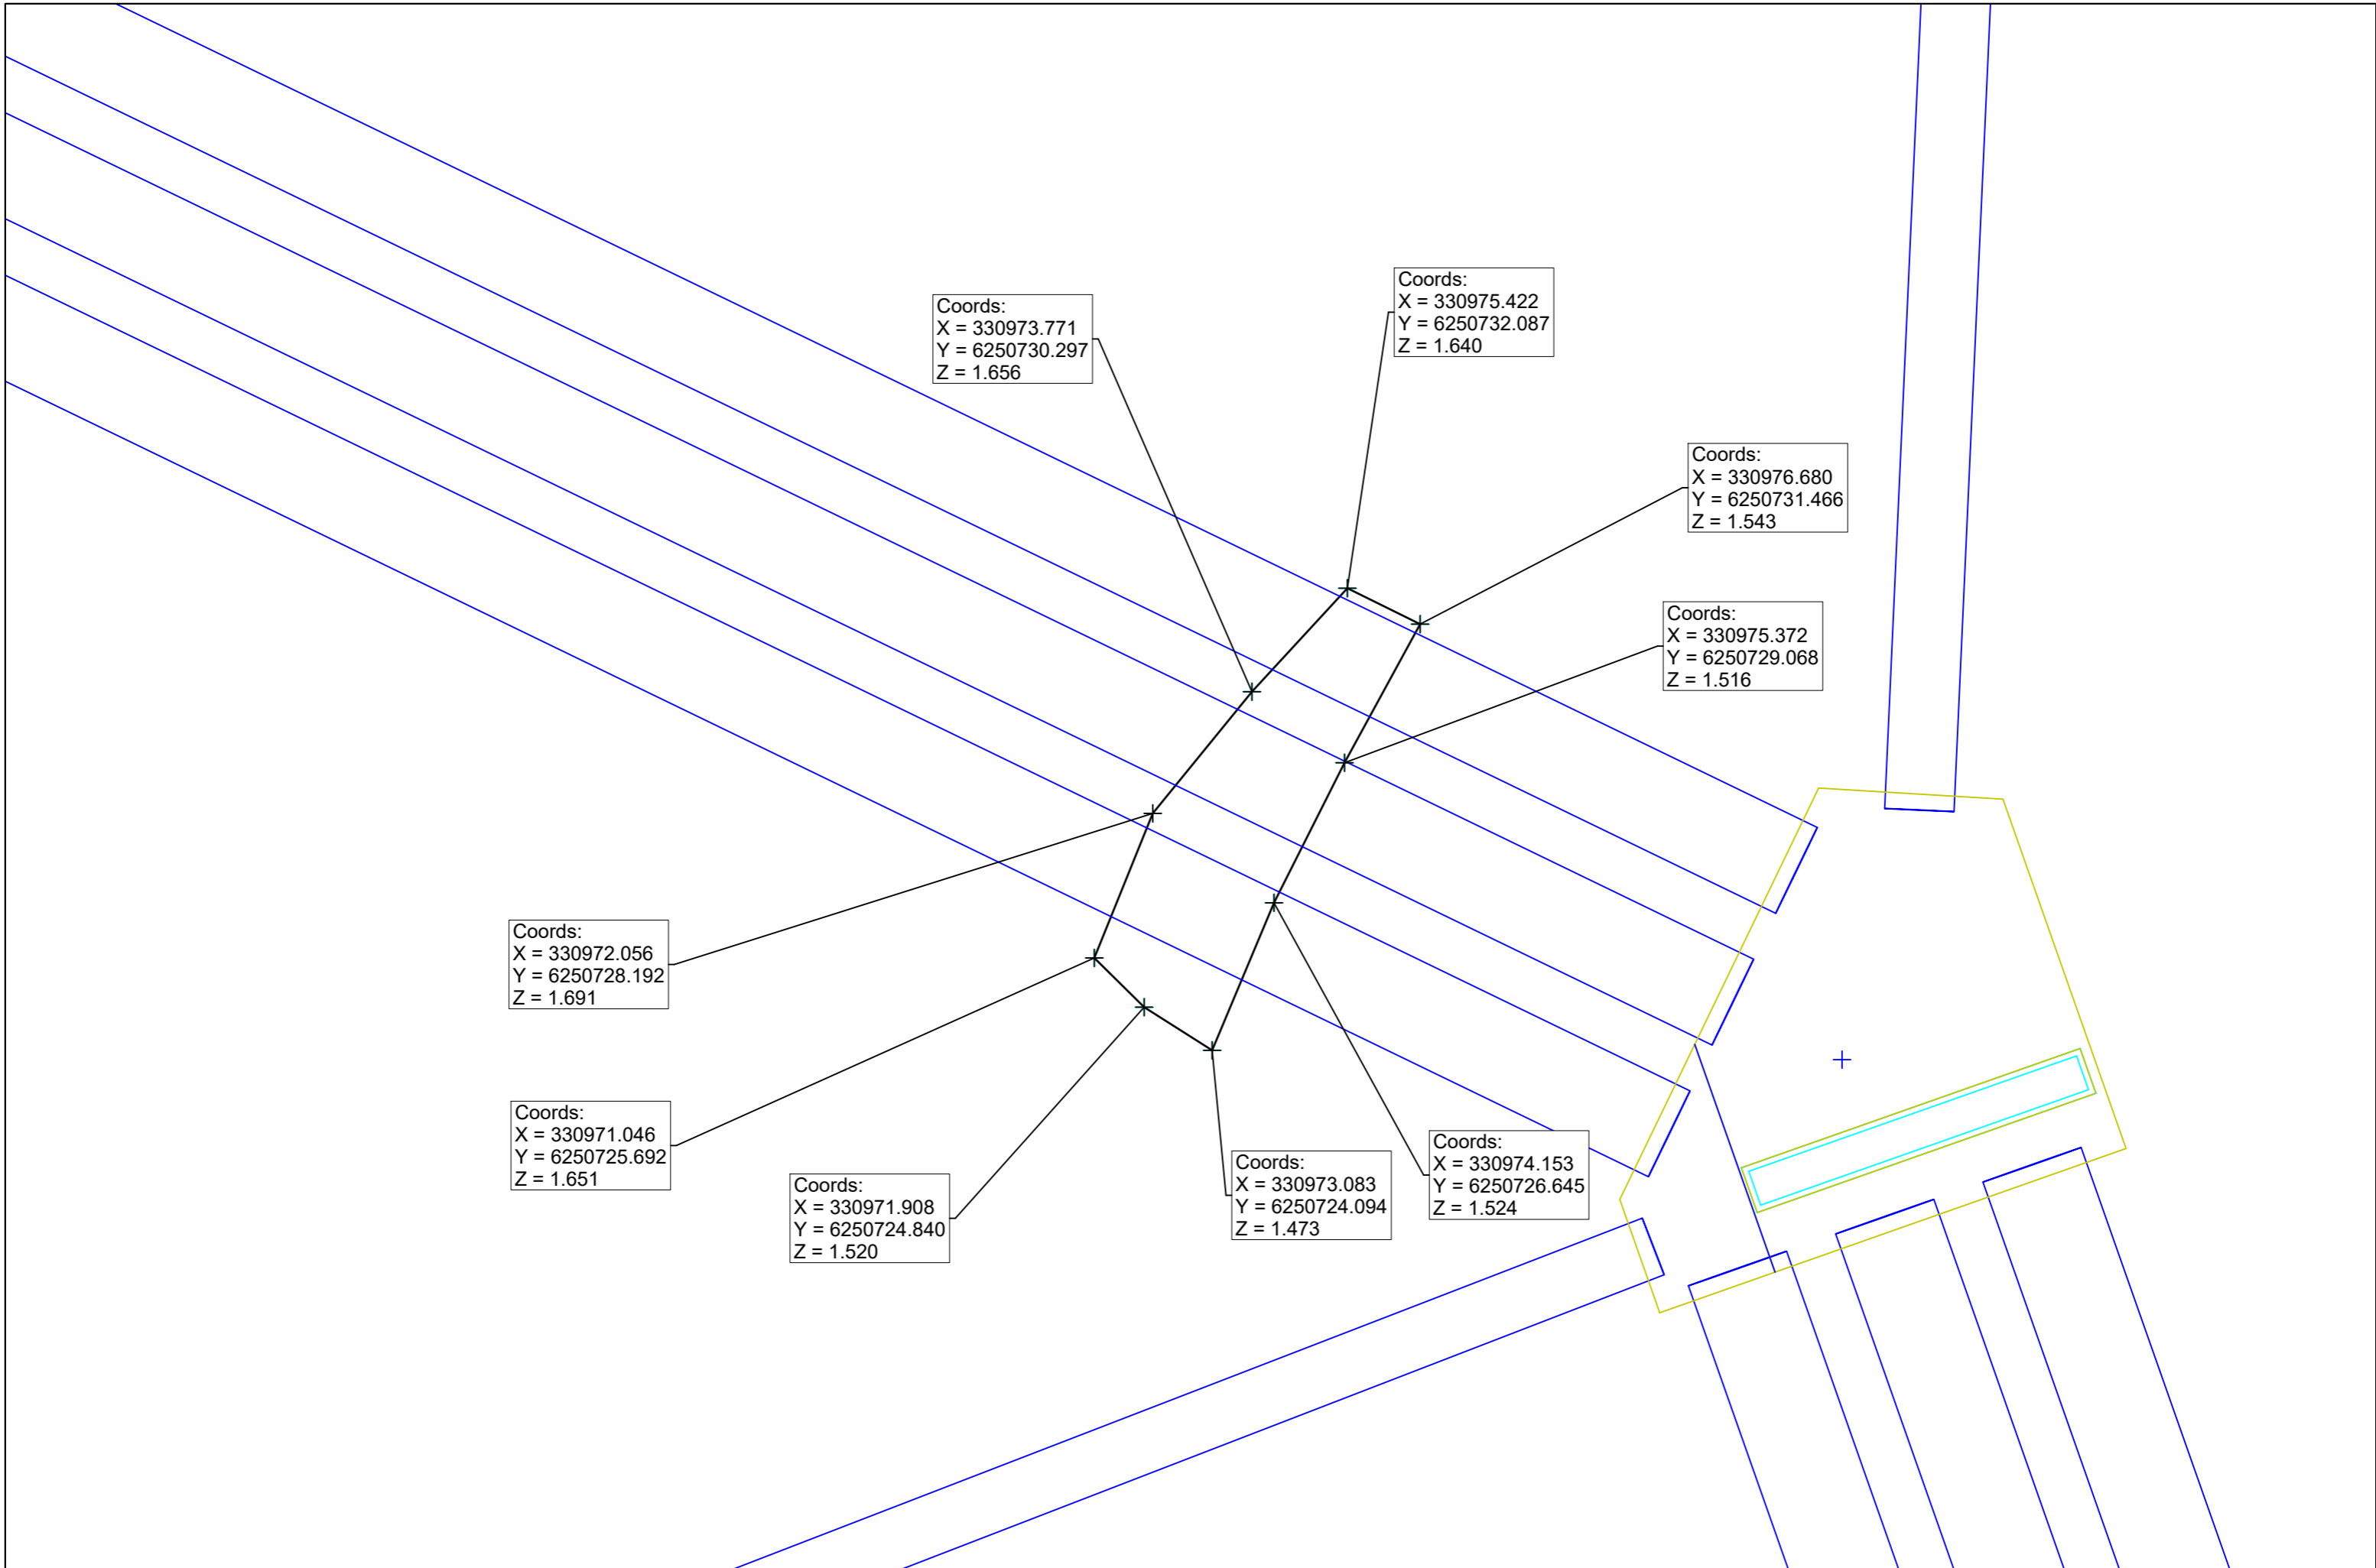 Coords:
X = 330975.422
Y = 6250732.087
Z = 1.640
Coords:
X = 330973.771
Y = 6250730.297
Z = 1.656
Coords:
X = 330976.680
Y = 6250731.466
Z = 1.543
Coords:
X = 330975.372
Y = 6250729.068
Z = 1.516
Coords:
X = 330972.056
Y = 6250728.192
Z = 1.691
Coords:
X = 330971.046
Y = 6250725.692
Z = 1.651
Coords:
X = 330971.908
Y = 6250724.840
Z = 1.520
Coords:
X = 330973.083
Y = 6250724.094
Z = 1.473
Coords:
X = 330974.153
Y = 6250726.645
Z = 1.524